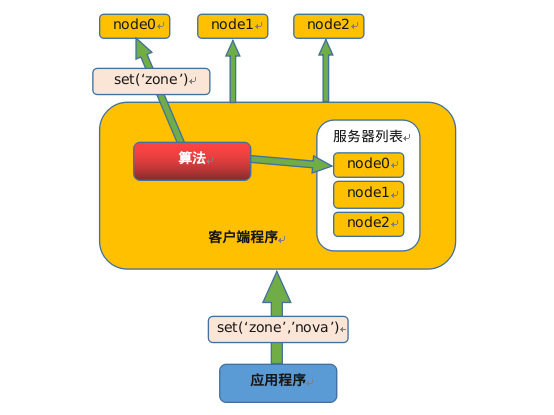 node0
node1
node2
set(‘zone’)
服务器列表
算法
node0
node1
node2
客户端程序
set(‘zone’,’nova’)
应用程序